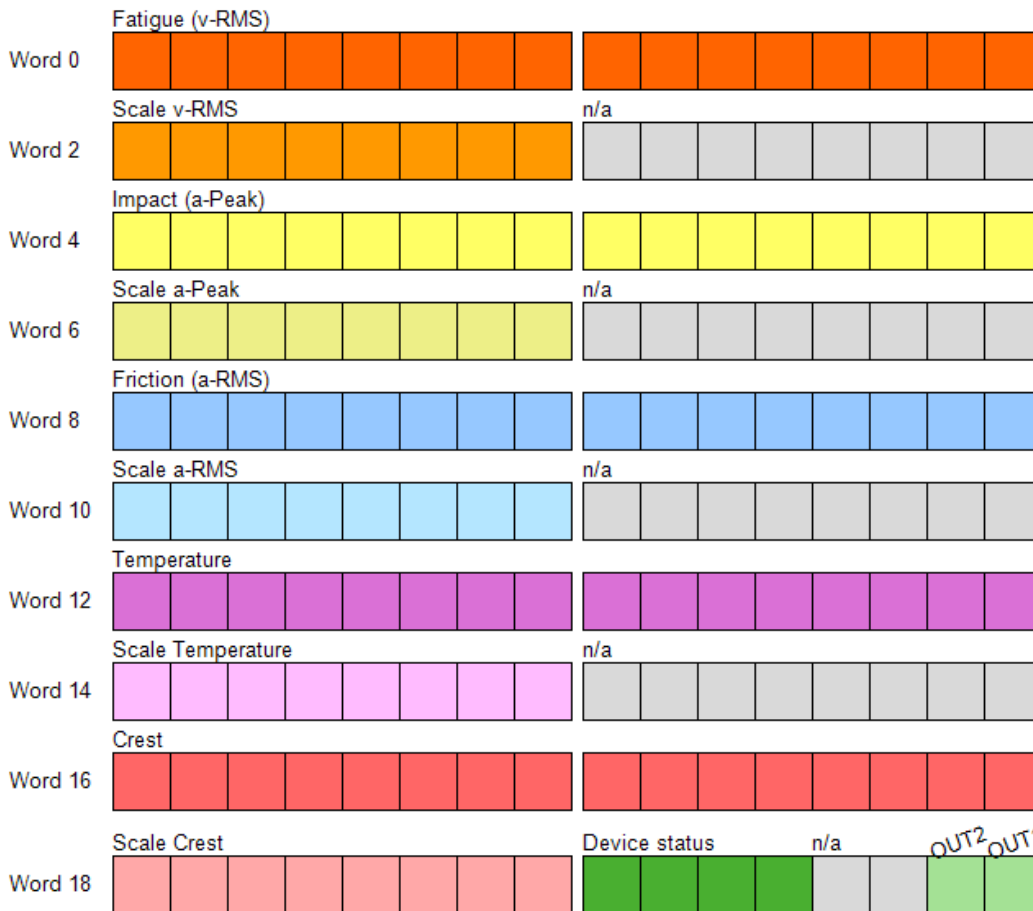 Fatigue (v-RMS)
Word 0
Scale v-RMS n/a
Word 2
Impact (a-Peak)
Word 4
Scale a-Peak n/a
Word 6
Friction (a-RMS)
Word 8
Scale a-RMS n/a
Word 10
Temperature
Word 12
Scale Temperature n/a
Word 14
Crest
Word 16
Scale Crest Device status n/a OUT2
Word 18